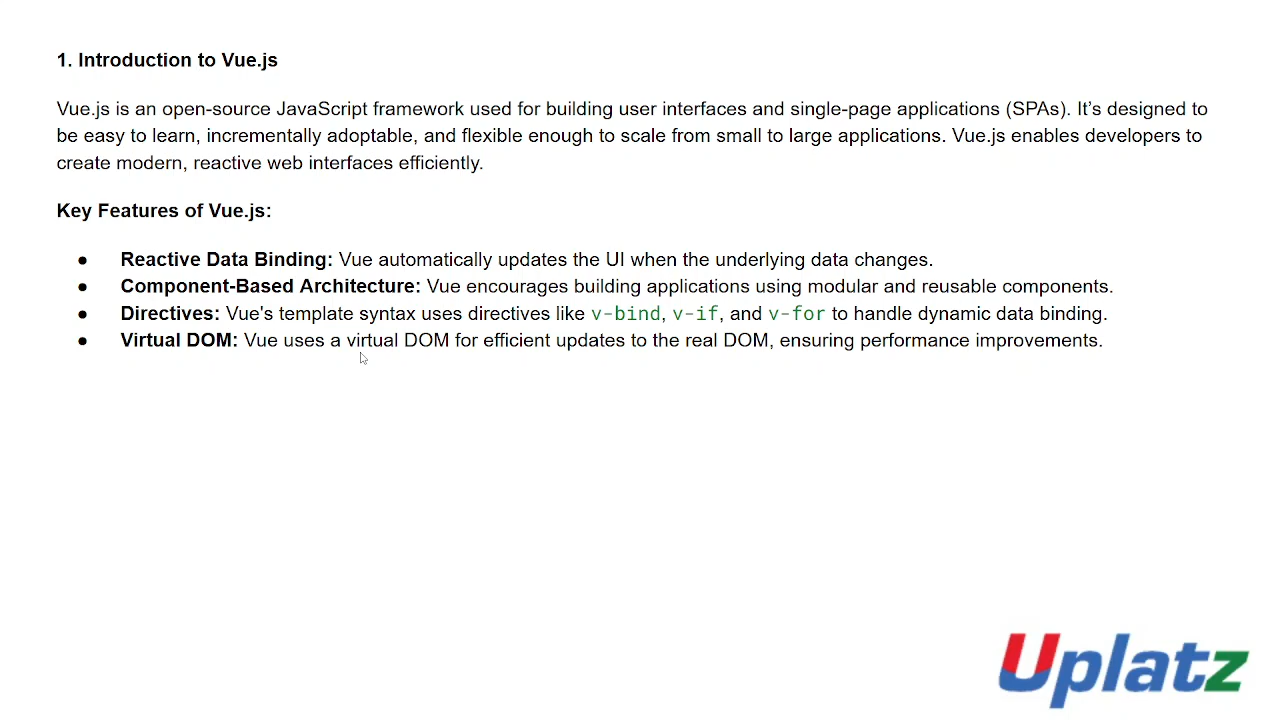 1. Introduction to Vue.js
Vue.js is an open-source JavaScript framework used for building user interfaces and single-page applications (SPAs). It’s designed to
be easy to learn, incrementally adoptable, and flexible enough to scale from small to large applications. Vue.js enables developers to
create modern, reactive web interfaces efficiently.
Key Features of Vue.js:
● Reactive Data Binding: Vue automatically updates the UI when the underlying data changes.
● Component-Based Architecture: Vue encourages building applications using modular and reusable components.
● Directives: Vue's template syntax uses directives like v-bind, v-if, and v-for to handle dynamic data binding.
● Virtual DOM: Vue uses a virtual DOM for efficient updates to the real DOM, ensuring performance improvements.
Uplatz